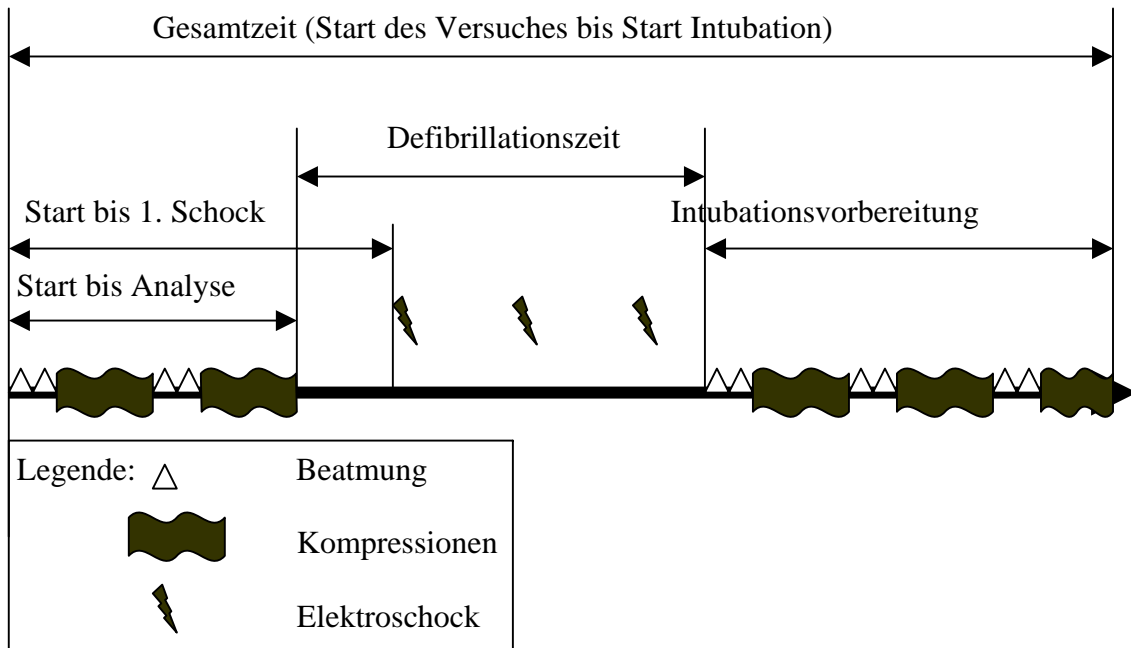 Gesamtzeit (Start des Versuches bis Start Intubation)
Defibrillationszeit
Start bis 1. Schock
Intubationsvorbereitung
Start bis Analyse
Legende:
Beatmung
Kompressionen
Elektroschock